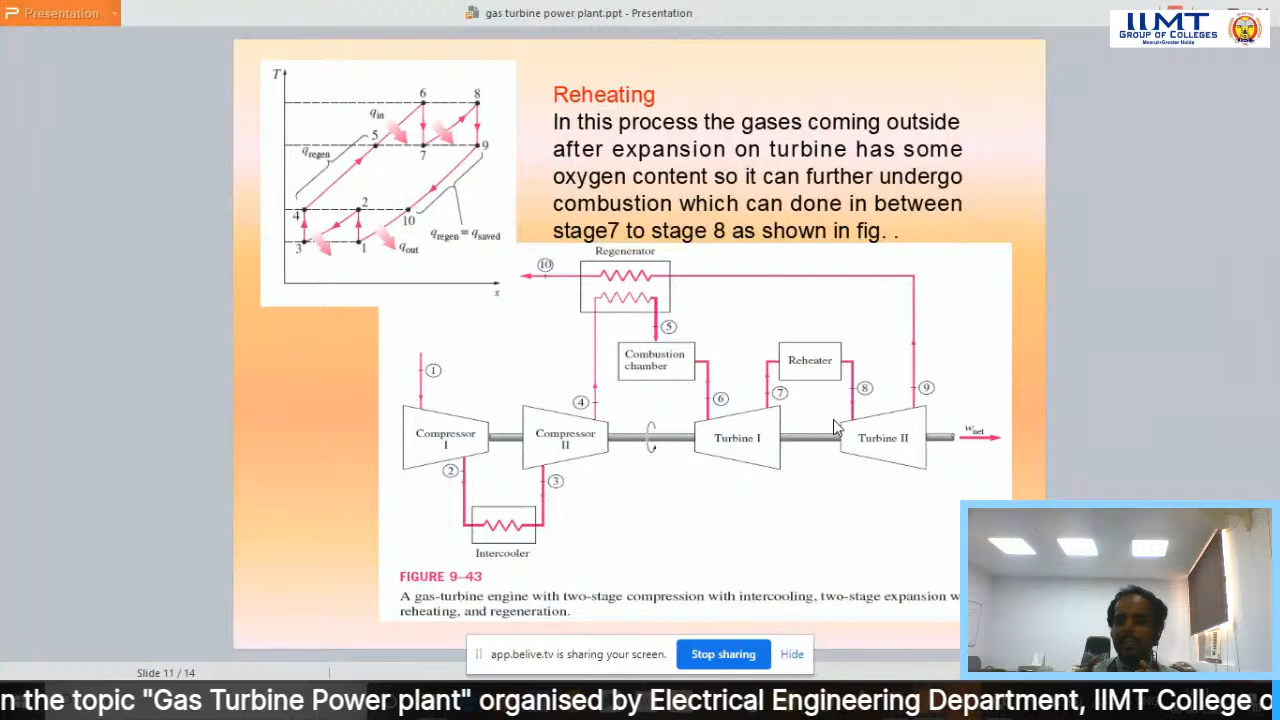 Presentation
gas turbine power plant.ppt - Presentation
IIMT
GROUP OF COLLEGES
Meerut•Greater Noida
T
6
8
q in
5
7
9
q regen
4
2
10
q regen = q saved
3
1
q out
s
Reheating
In this process the gases coming outside
after expansion on turbine has some
oxygen content so it can further undergo
combustion which can done in between
stage7 to stage 8 as shown in fig. .
Regenerator
10
5
Combustion
chamber
Reheater
1
4
6
7
8
9
Compressor
I
Compressor
II
Turbine I
Turbine II
w net
2
3
Intercooler
FIGURE 9–43
A gas-turbine engine with two-stage compression with intercooling, two-stage expansion w
reheating, and regeneration.
app.belive.tv is sharing your screen.
Stop sharing
Hide
Slide 11 / 14
n the topic "Gas Turbine Power plant" organised by Electrical Engineering Department, IIMT College o